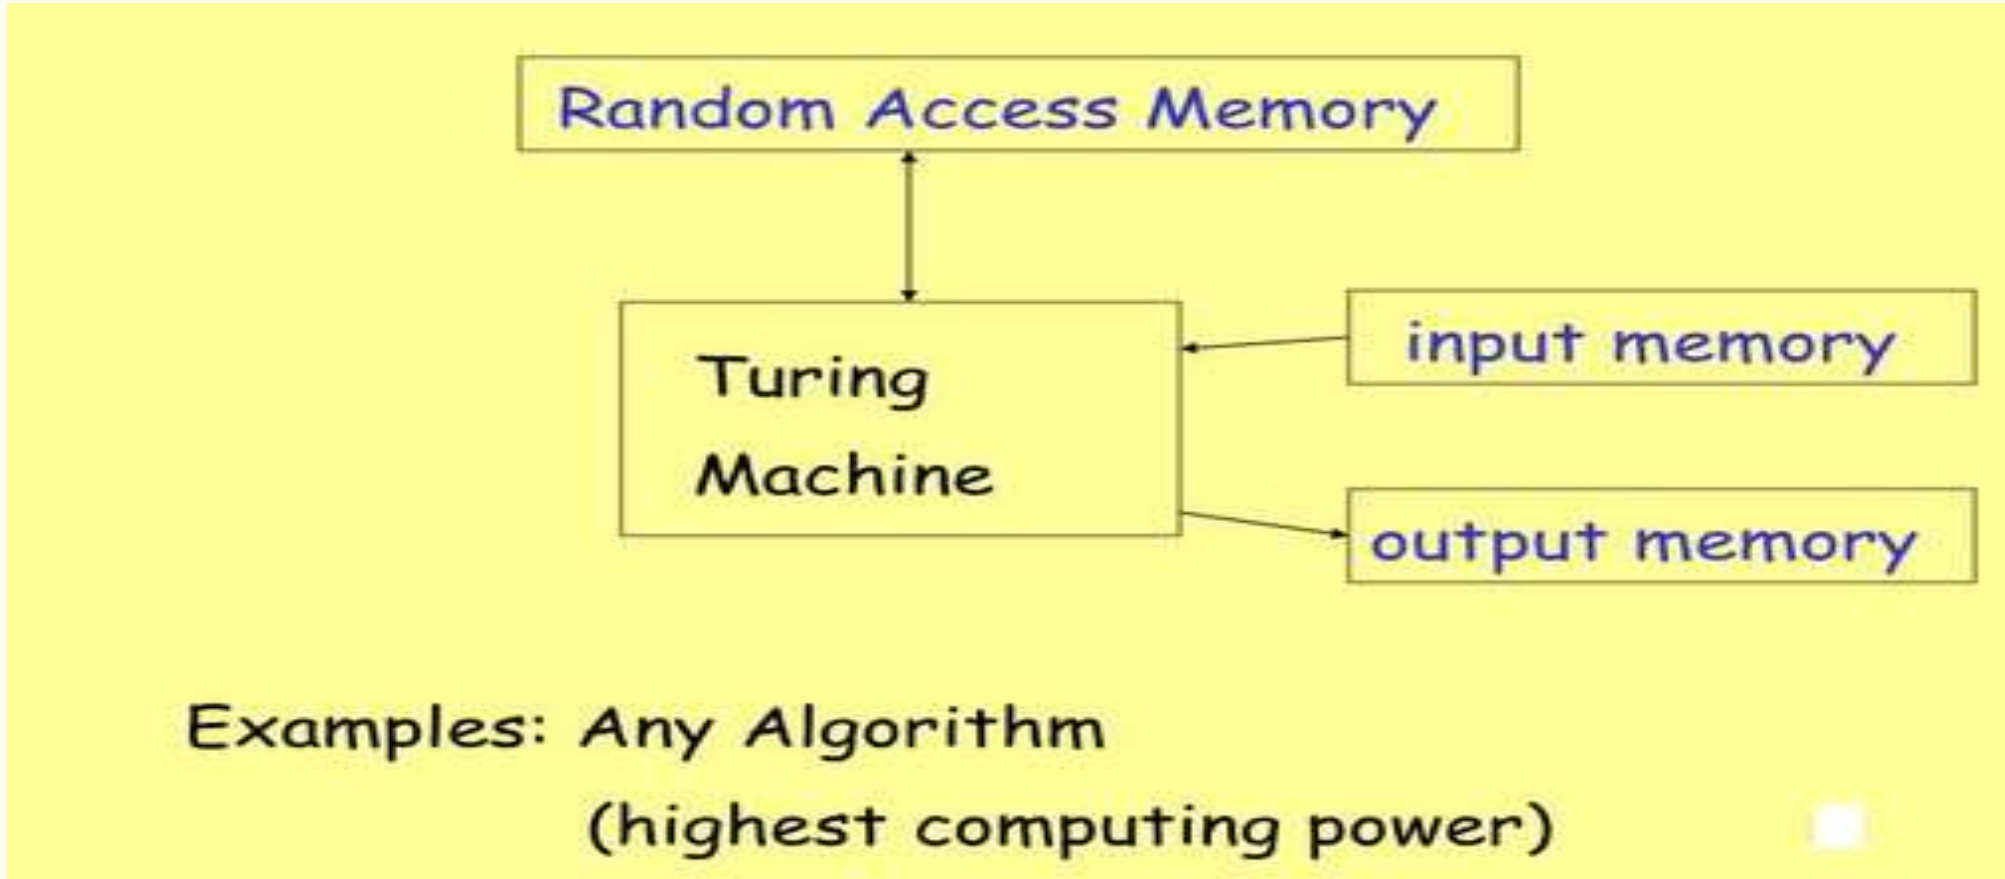 Random Access Memory
Turing
Machine
input memory
output memory
Examples: Any Algorithm
(highest computing power)